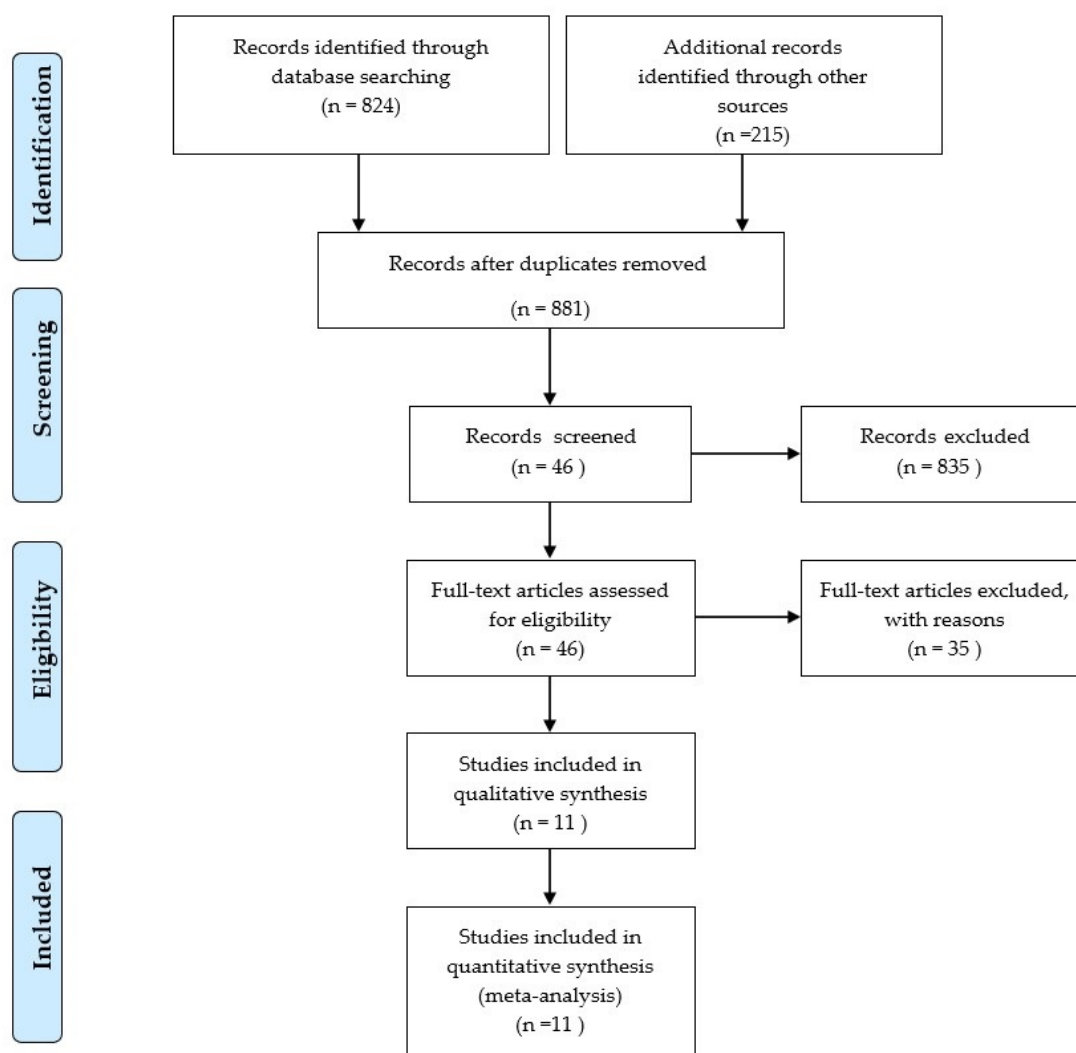 Identification
Records identified through
database searching
(n = 824)
Additional records
identified through other
sources
(n =215)
Records after duplicates removed
(n = 881)
Screening
Records screened
(n = 46 )
Records excluded
(n = 835 )
Eligibility
Full-text articles assessed
for eligibility
(n = 46)
Full-text articles excluded,
with reasons
(n = 35 )
Studies included in
qualitative synthesis
(n = 11 )
Included
Studies included in
quantitative synthesis
(meta-analysis)
(n =11 )